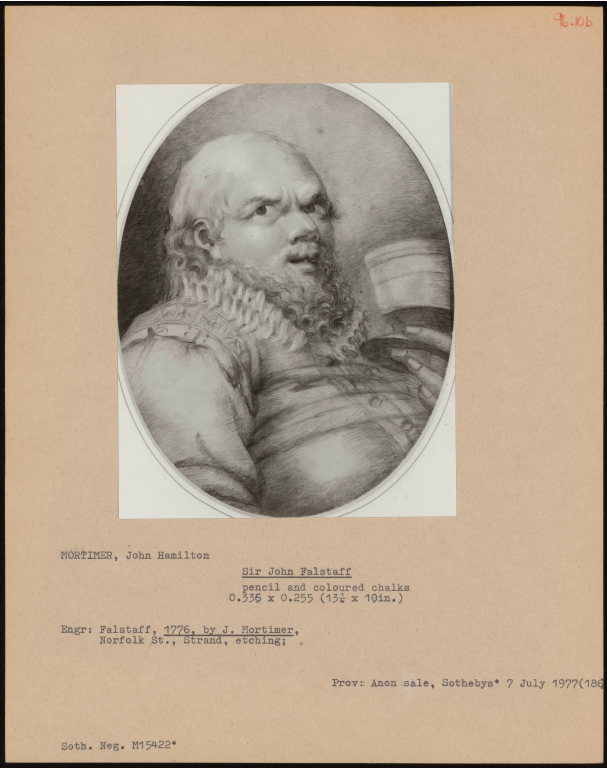 96.10b
MORTIMER, John Hamilton
Sir John Falstaff
pencil and coloured chalks
0.336 x 0.255 (13¼ x 10in.)
Engr: Falstaff, 1776, by J. Mortimer,
Norfolk St., Strand, etching;
Prov: Anon sale, Sothebys* 7 July 1977(186
Soth. Neg. M15422*